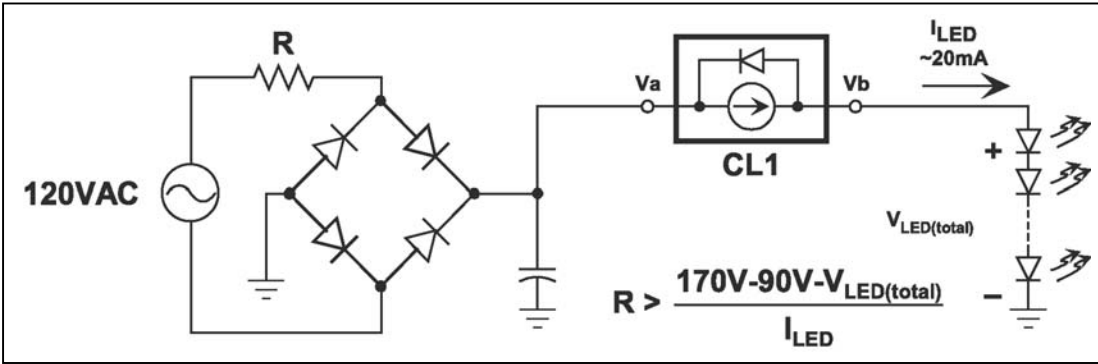 R
120VAC
Va
Vb
CL1
I_LED
~20mA
+
V_LED(total)
−
R > 170V-90V-V_LED(total)
I_LED